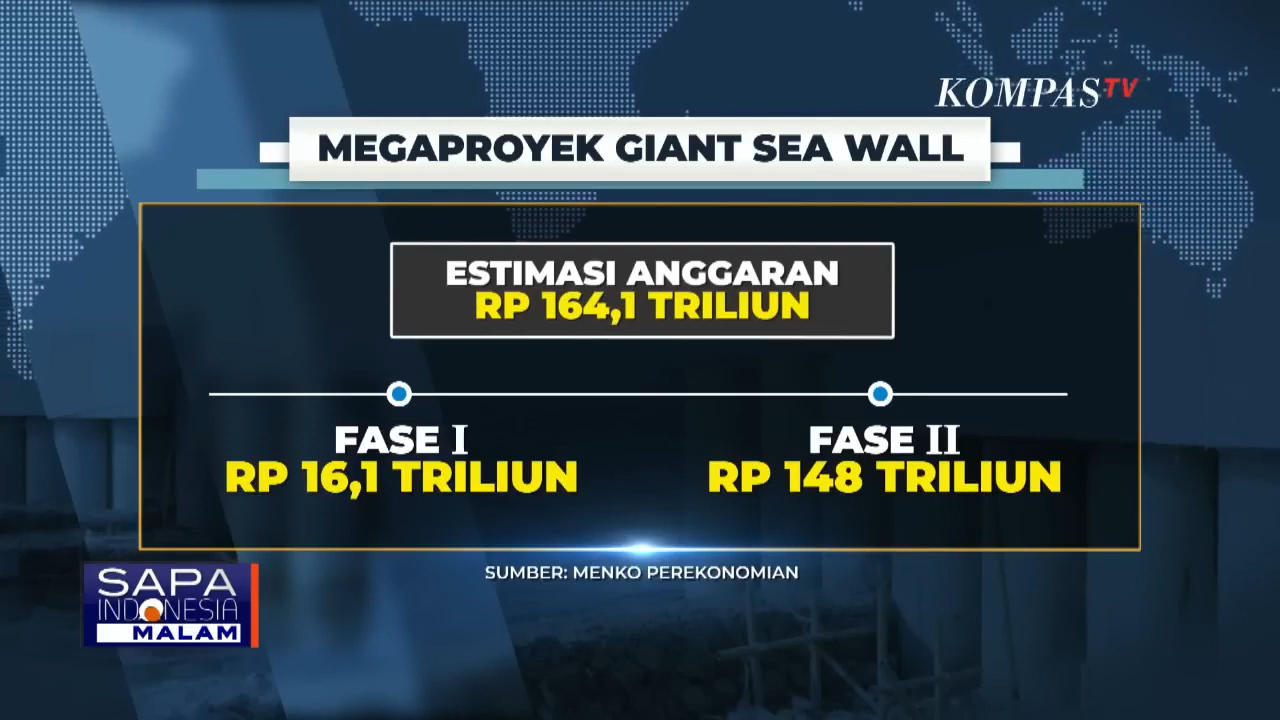 KOMPASTV
MEGAPROYEK GIANT SEA WALL
ESTIMASI ANGGARAN
RP 164,1 TRILIUN
FASE I
RP 16,1 TRILIUN
FASE II
RP 148 TRILIUN
SUMBER: MENKO PEREKONOMIAN
SAPA
INDONESIA
MALAM